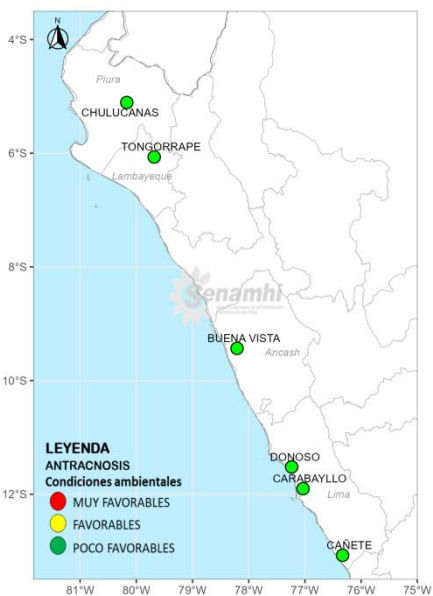 N
4°S
Piura
CHULUCANAS
TONGORRAPE
6°S
Lambayeque
8°S
Senamhi
BUENA VISTA
Ancash
10°S
LEYENDA
ANTRACNOSIS
Condiciones ambientales
MUY FAVORABLES
FAVORABLES
POCO FAVORABLES
DONOSO
CARABAYLLO
12°S
Lima
CAÑETE
81°W 80°W 79°W 78°W 77°W 76°W 75°W